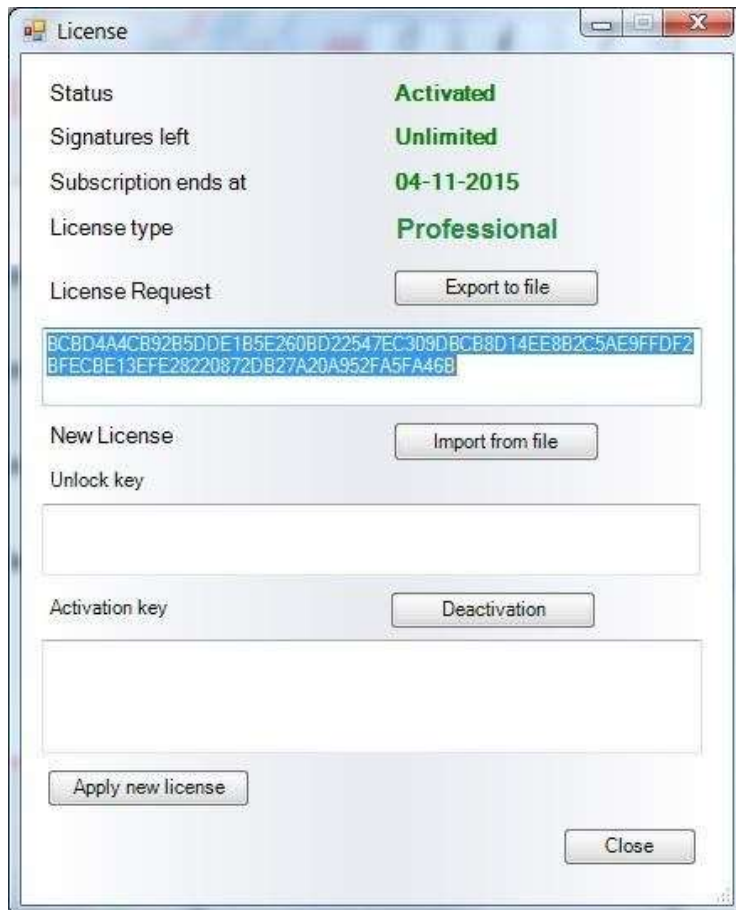 License
Status Activated
Signatures left Unlimited
Subscription ends at 04-11-2015
License type Professional
License Request Export to file
BCBD4A4CB92B5DDE1B5E260BD22547EC309DBCB8D14EE8B2C5AE9FFDF2
BFECBE13EFE28220872DB27A20A952FA5FA46B
New License Import from file
Unlock key
Activation key Deactivation
Apply new license
Close